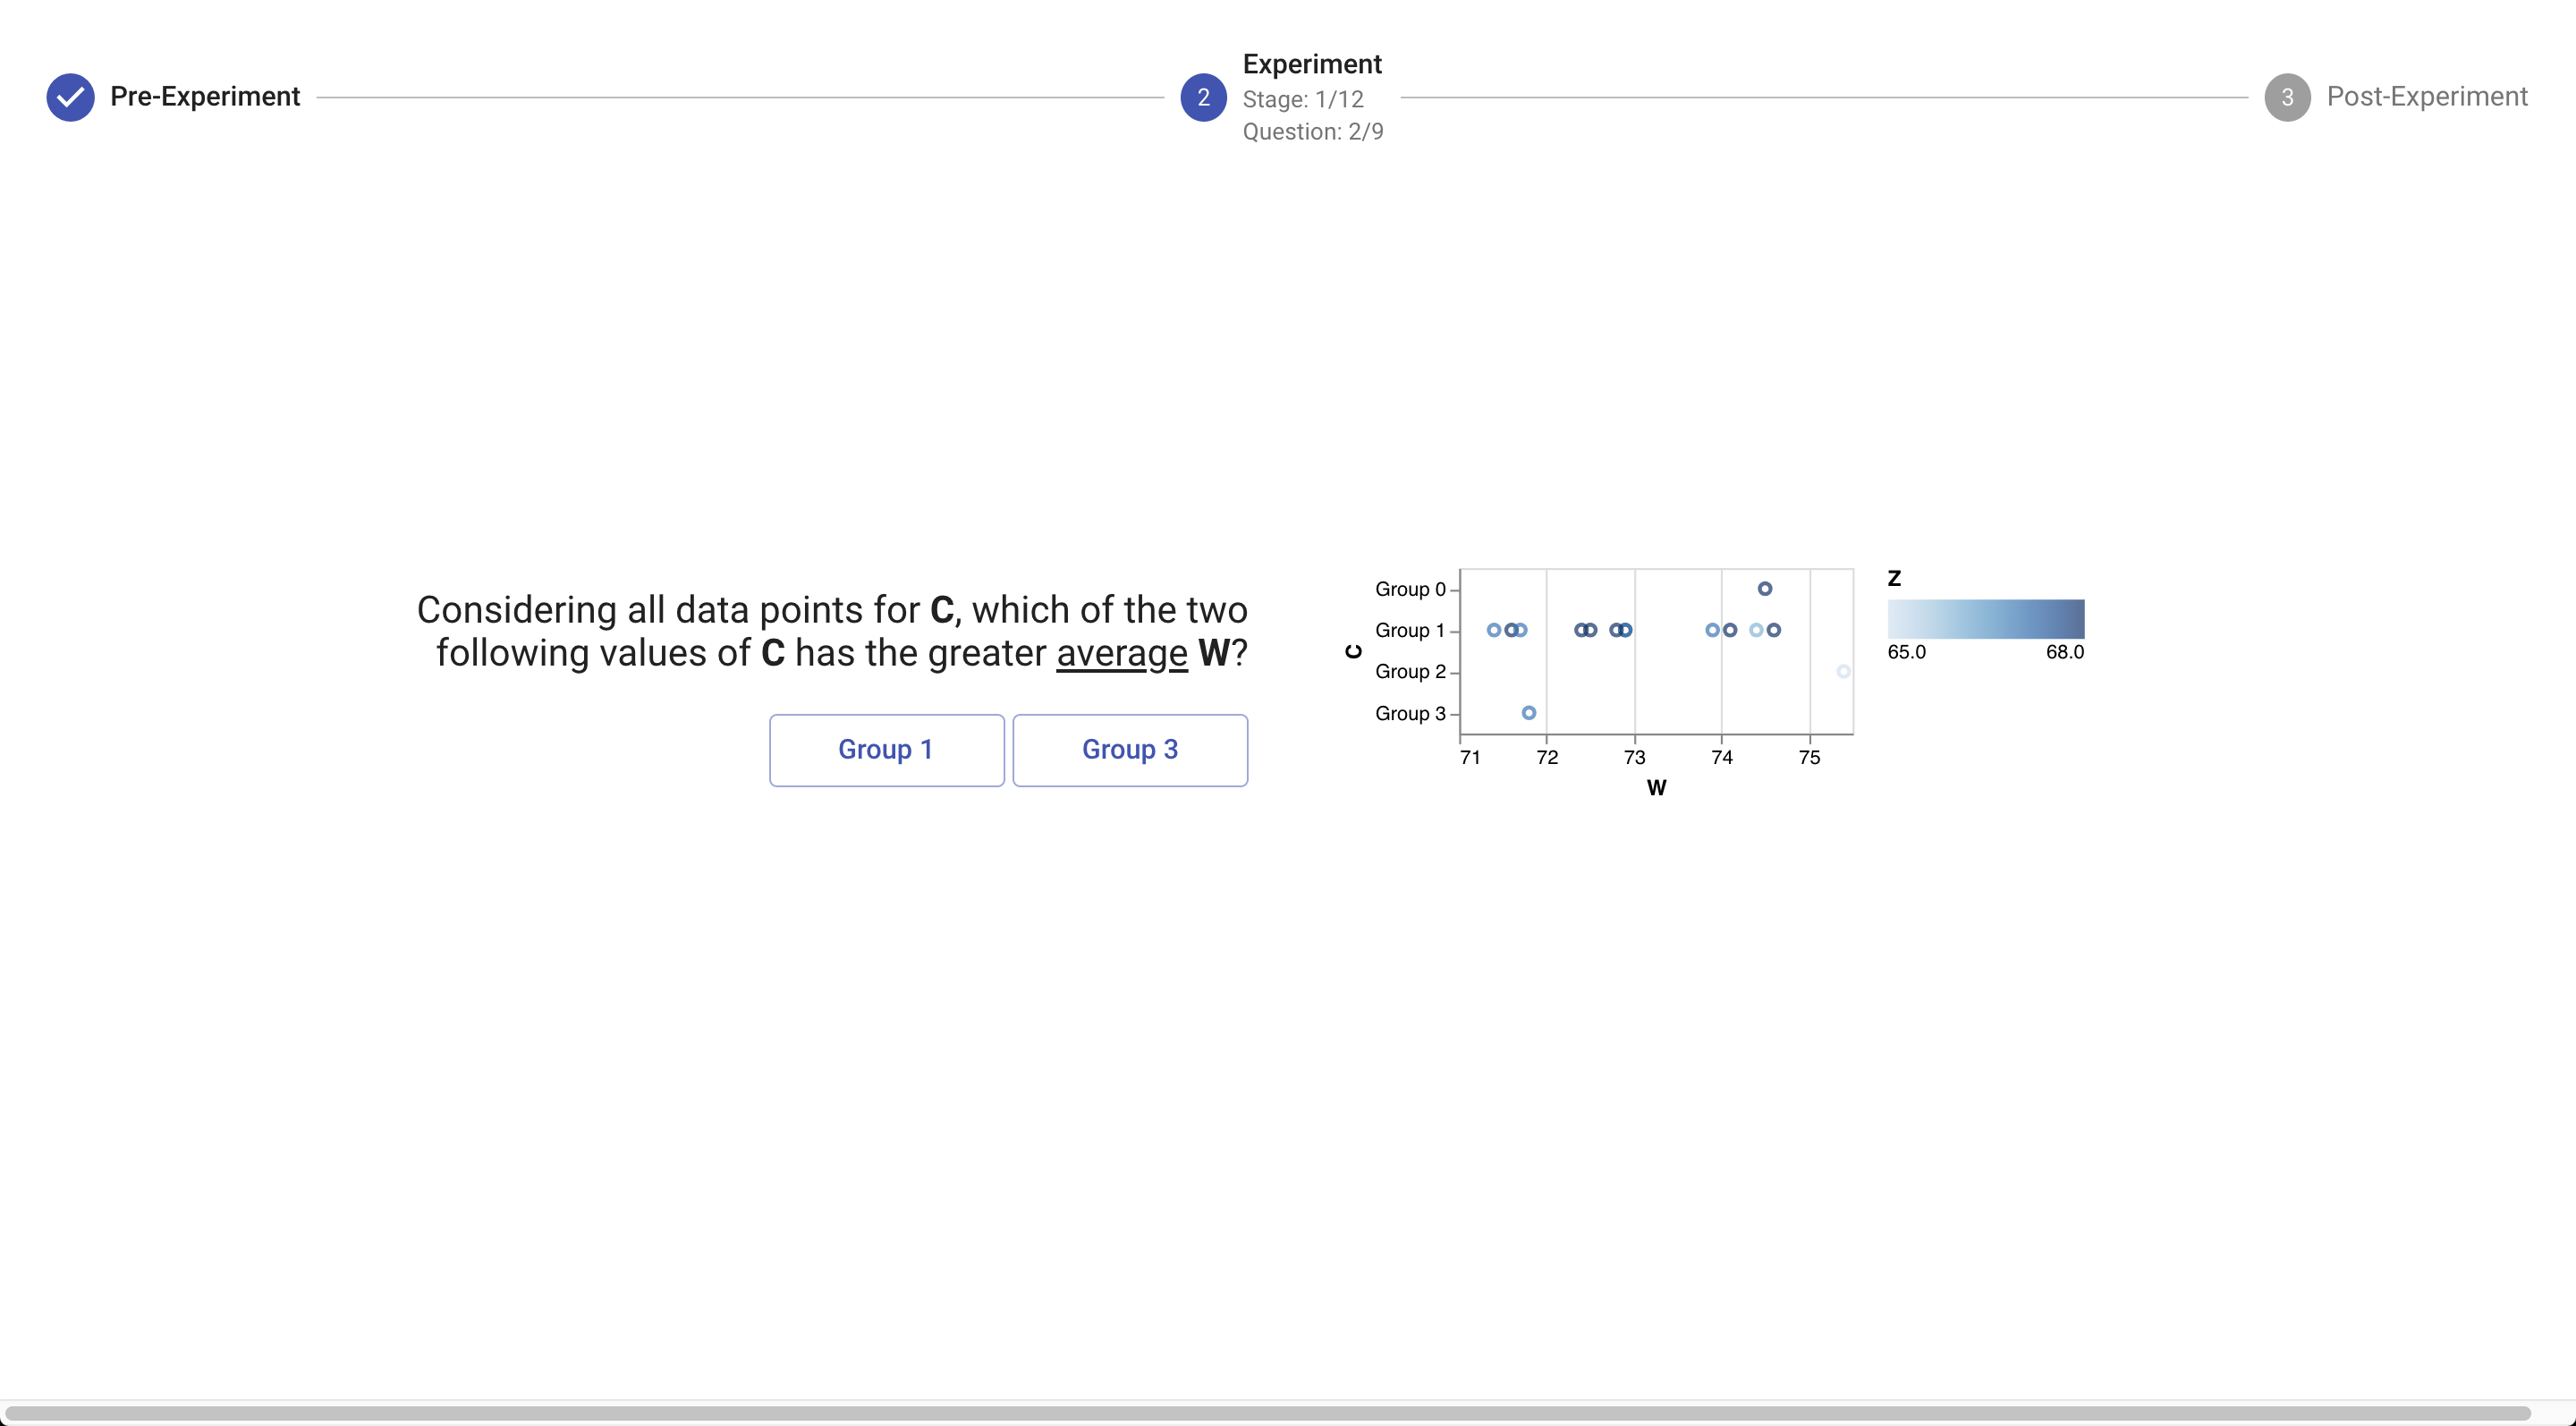 Pre-Experiment
2
Experiment
Stage: 1/12
Question: 2/9
3
Post-Experiment
Considering all data points for C, which of the two
following values of C has the greater average W?
Group 1
Group 3
C
Group 0
Group 1
Group 2
Group 3
71
72
73
74
75
W
Z
65.0
68.0